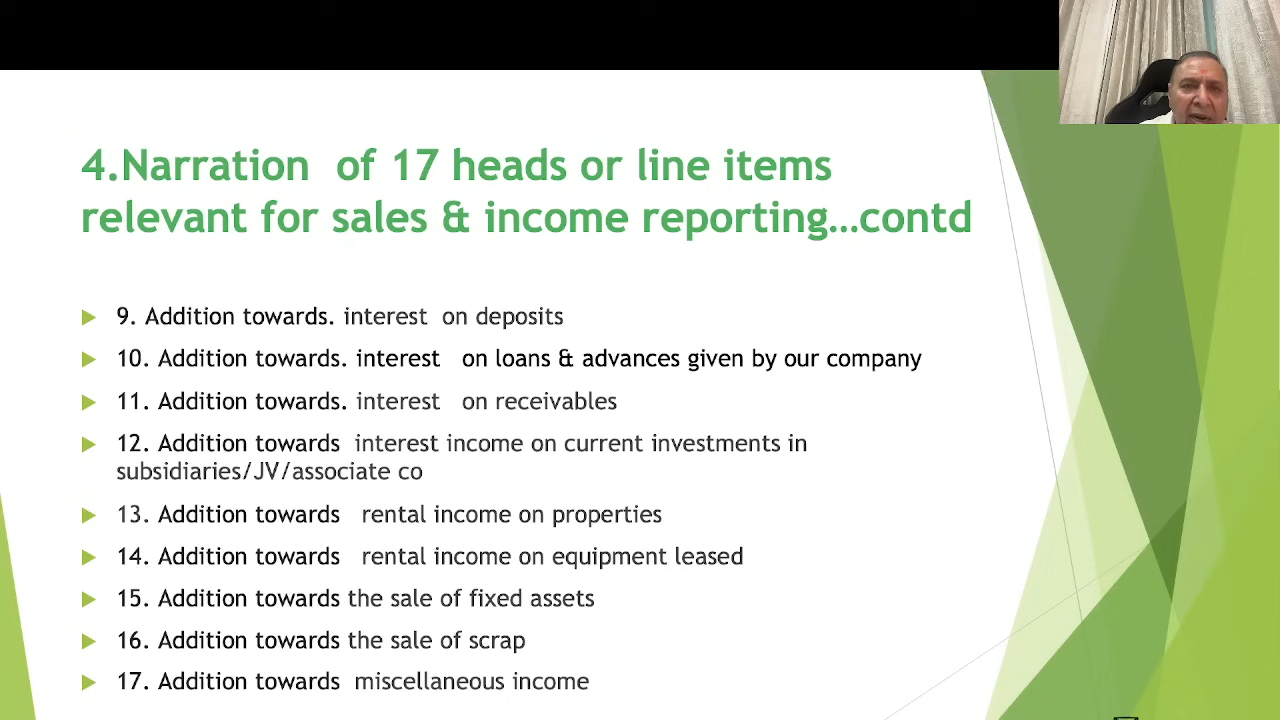 4.Narration of 17 heads or line items
relevant for sales & income reporting...contd
9. Addition towards. interest on deposits
10. Addition towards. interest on loans & advances given by our company
11. Addition towards. interest on receivables
12. Addition towards interest income on current investments in
subsidiaries/JV/associate co
13. Addition towards rental income on properties
14. Addition towards rental income on equipment leased
15. Addition towards the sale of fixed assets
16. Addition towards the sale of scrap
17. Addition towards miscellaneous income